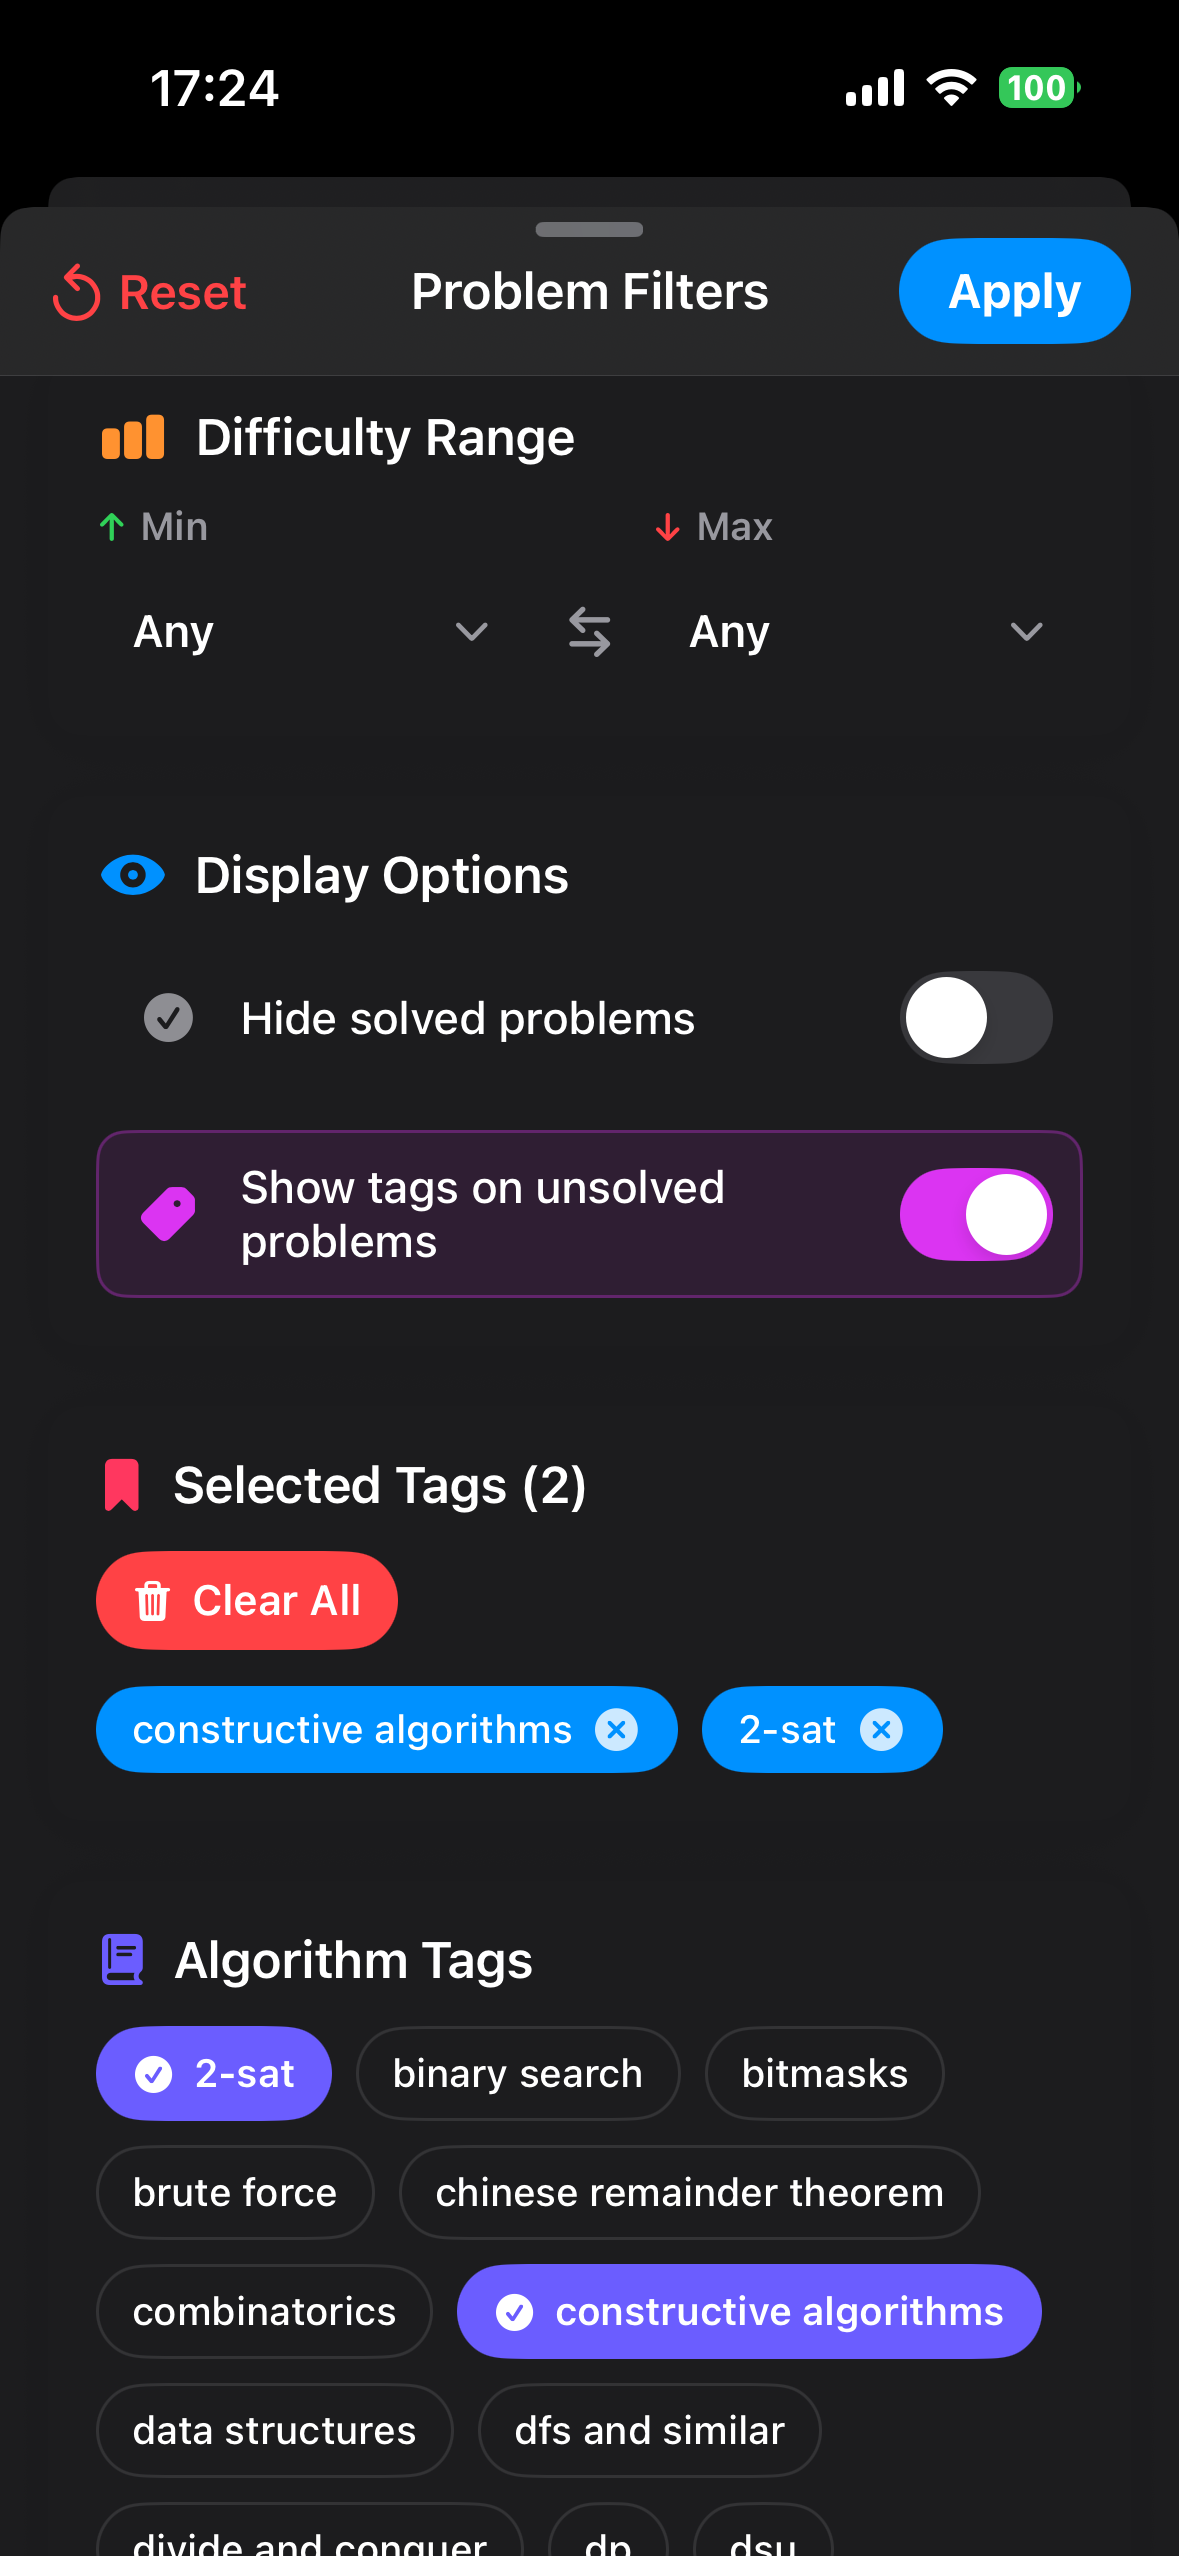 17:24
100
Reset
Problem Filters
Apply
Difficulty Range
Min
Max
Any
Any
Display Options
Hide solved problems
Show tags on unsolved
problems
Selected Tags (2)
Clear All
constructive algorithms
2-sat
Algorithm Tags
2-sat
binary search
bitmasks
brute force
chinese remainder theorem
combinatorics
constructive algorithms
data structures
dfs and similar
divide and conquer
dp
dsu